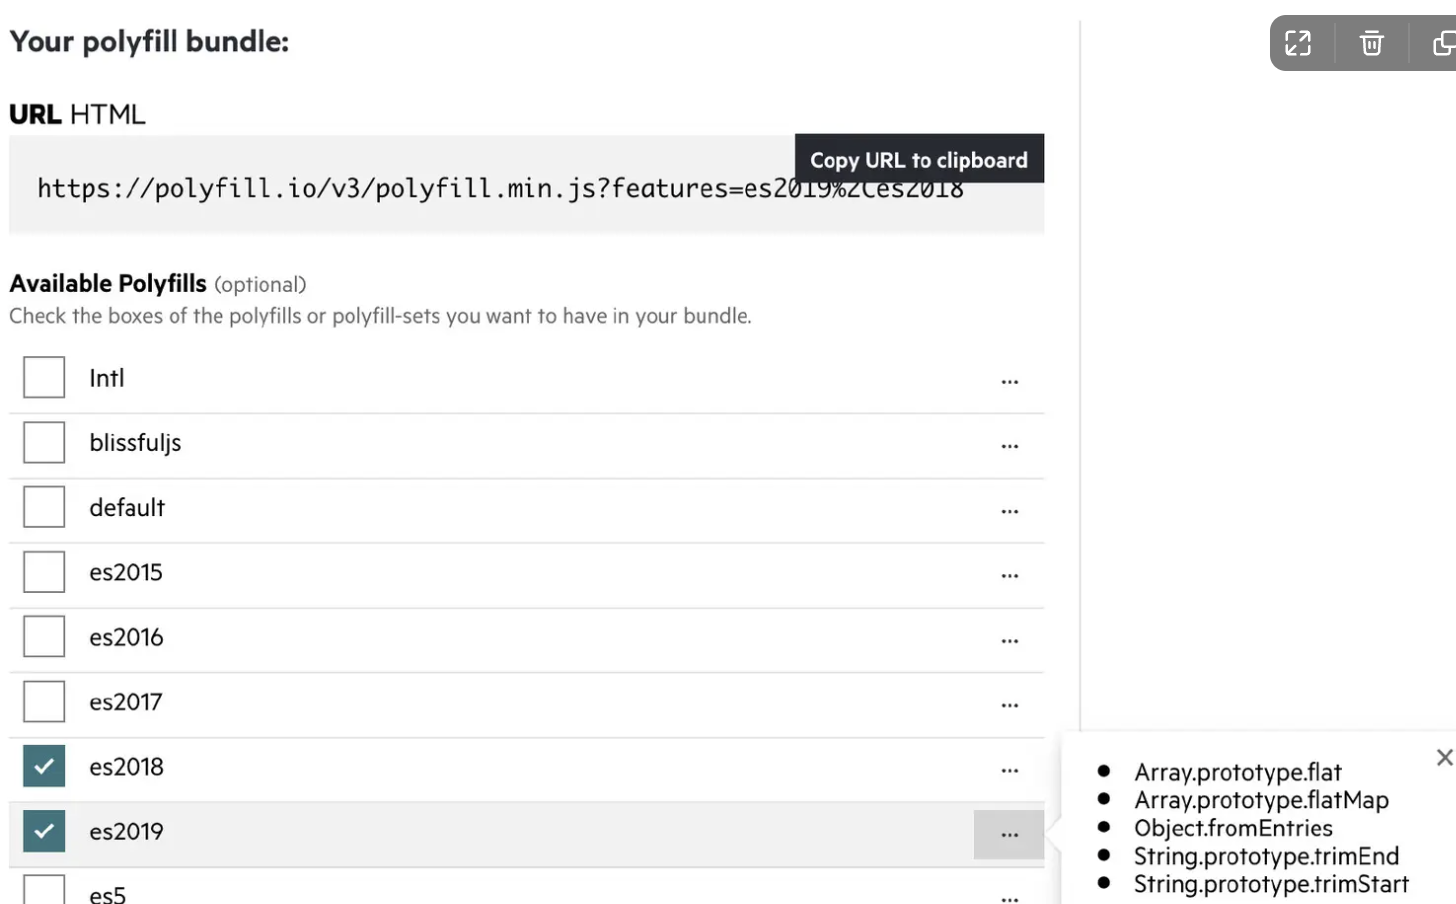 Your polyfill bundle:
URL HTML
Copy URL to clipboard
https://polyfill.io/v3/polyfill.min.js?features=es2019%2Ces2018
Available Polyfills (optional)
Check the boxes of the polyfills or polyfill-sets you want to have in your bundle.
Intl ...
blissfuljs ...
default ...
es2015 ...
es2016 ...
es2017 ...
es2018 ...
es2019 ...
es5 ...
Array.prototype.flat
Array.prototype.flatMap
Object.fromEntries
String.prototype.trimEnd
String.prototype.trimStart